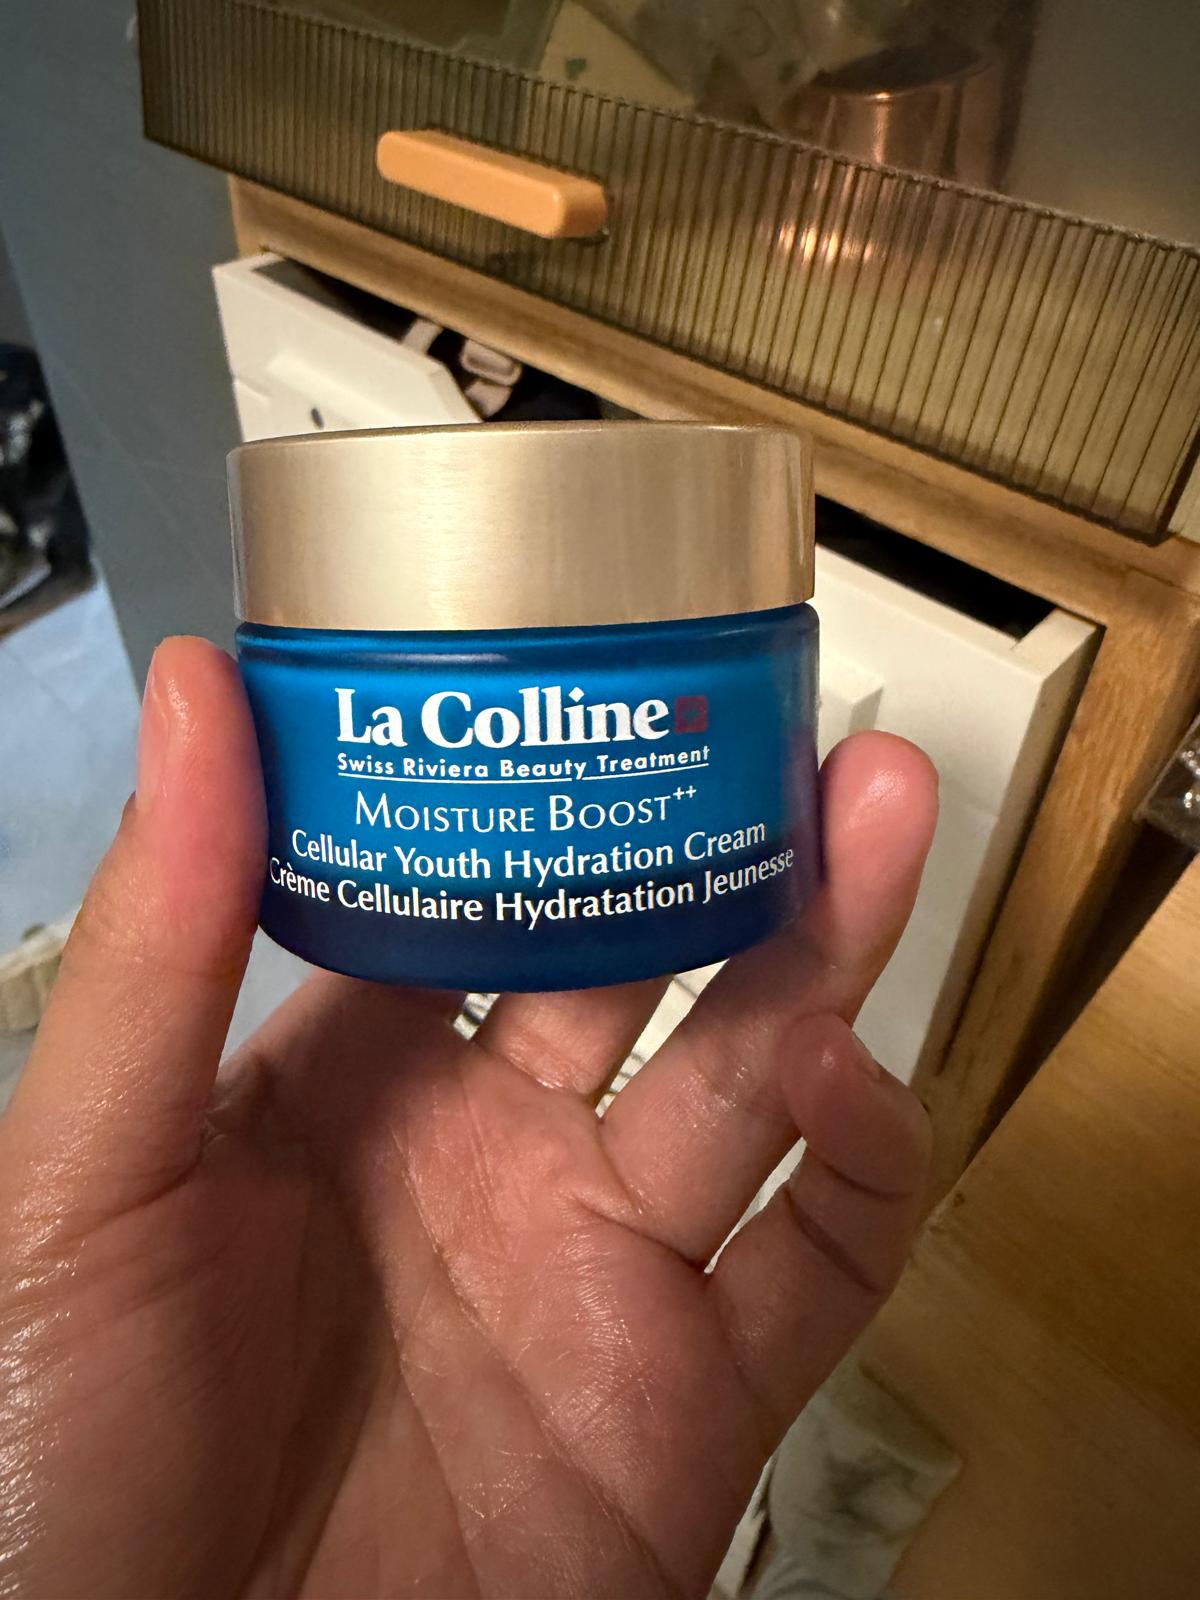 La Colline
Swiss Riviera Beauty Treatment
MOISTURE BOOST++
Cellular Youth Hydration Cream
Crème Cellulaire Hydratation Jeunesse